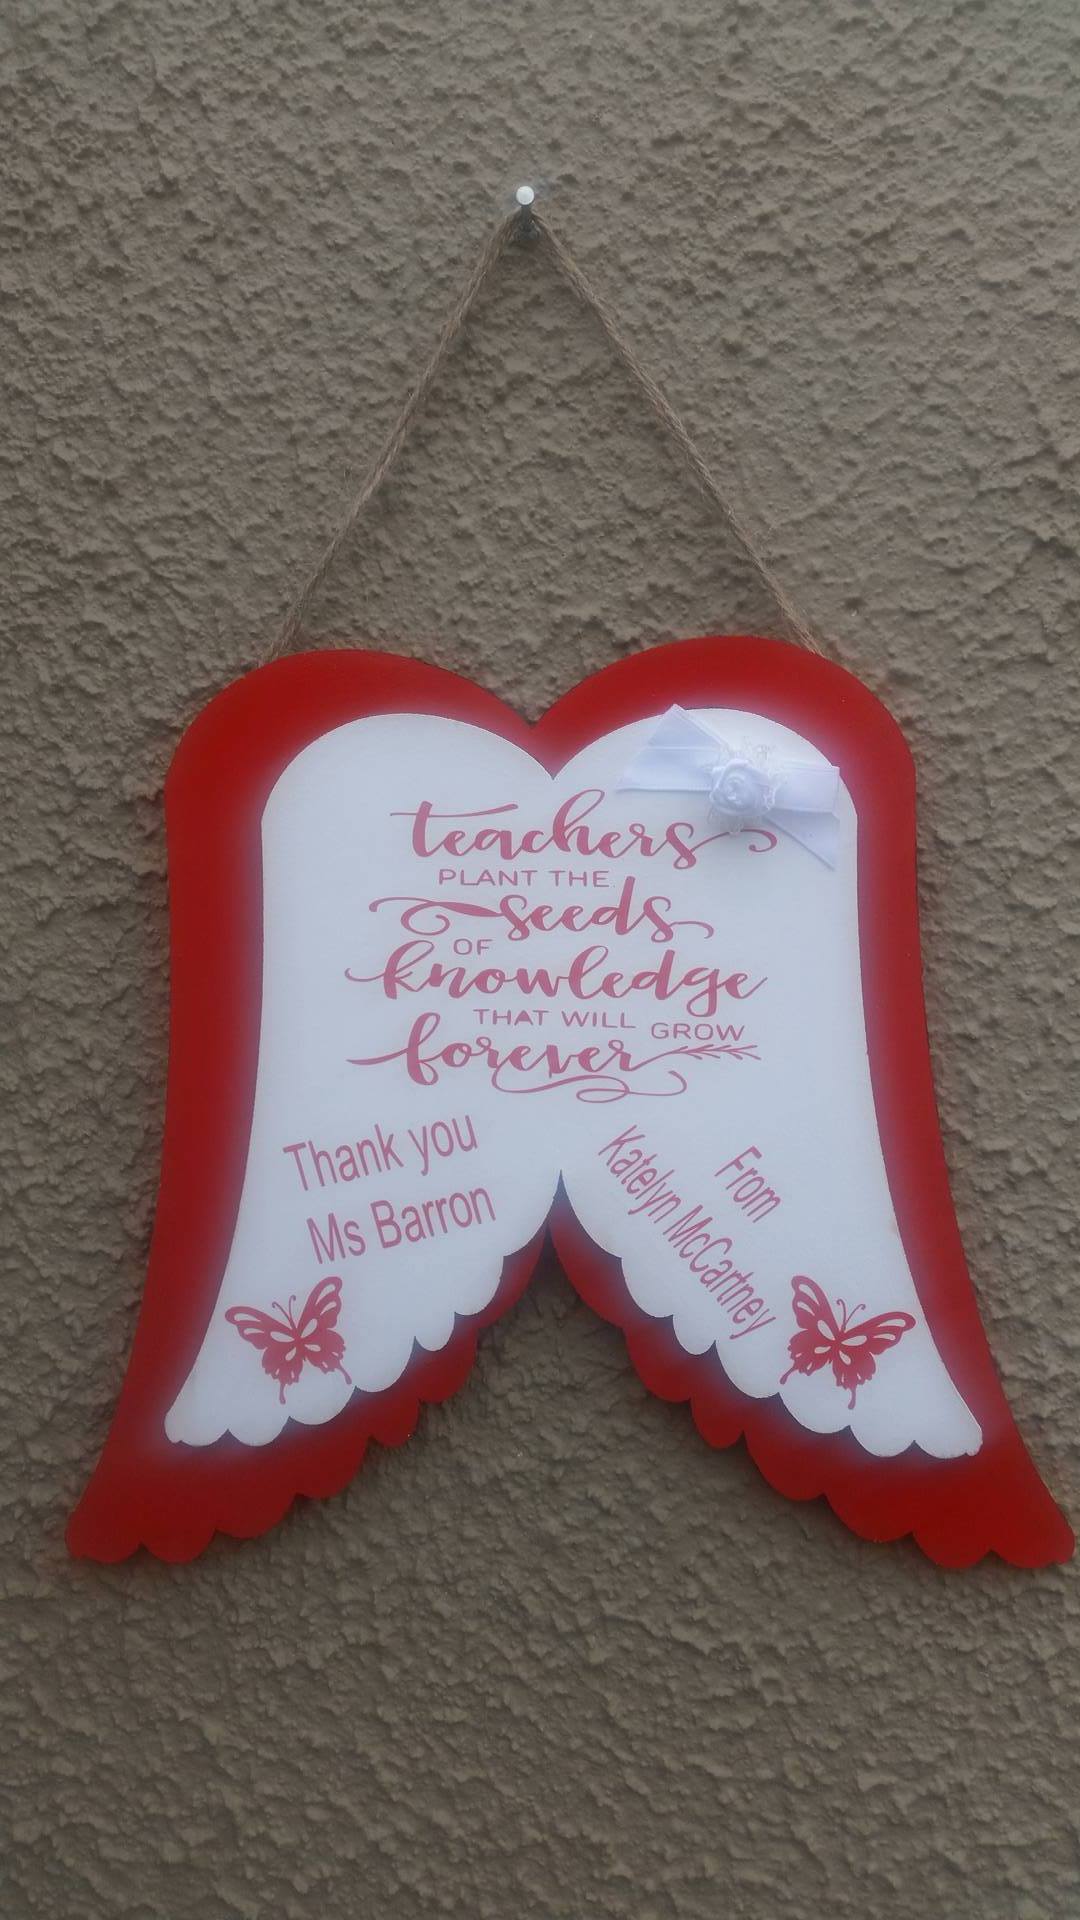 teachers
PLANT THE
seeds
OF
knowledge
THAT WILL GROW
forever
Thank you
Ms Barron
From
Katelyn McCartney